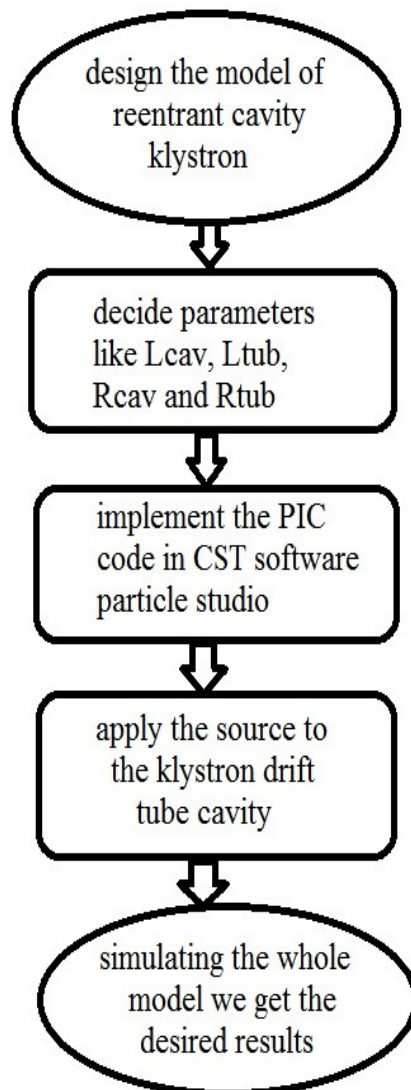 design the model of
reentrant cavity
klystron
decide parameters
like Lcav, Ltub,
Rcav and Rtub
implement the PIC
code in CST software
particle studio
apply the source to
the klystron drift
tube cavity
simulating the whole
model we get the
desired results